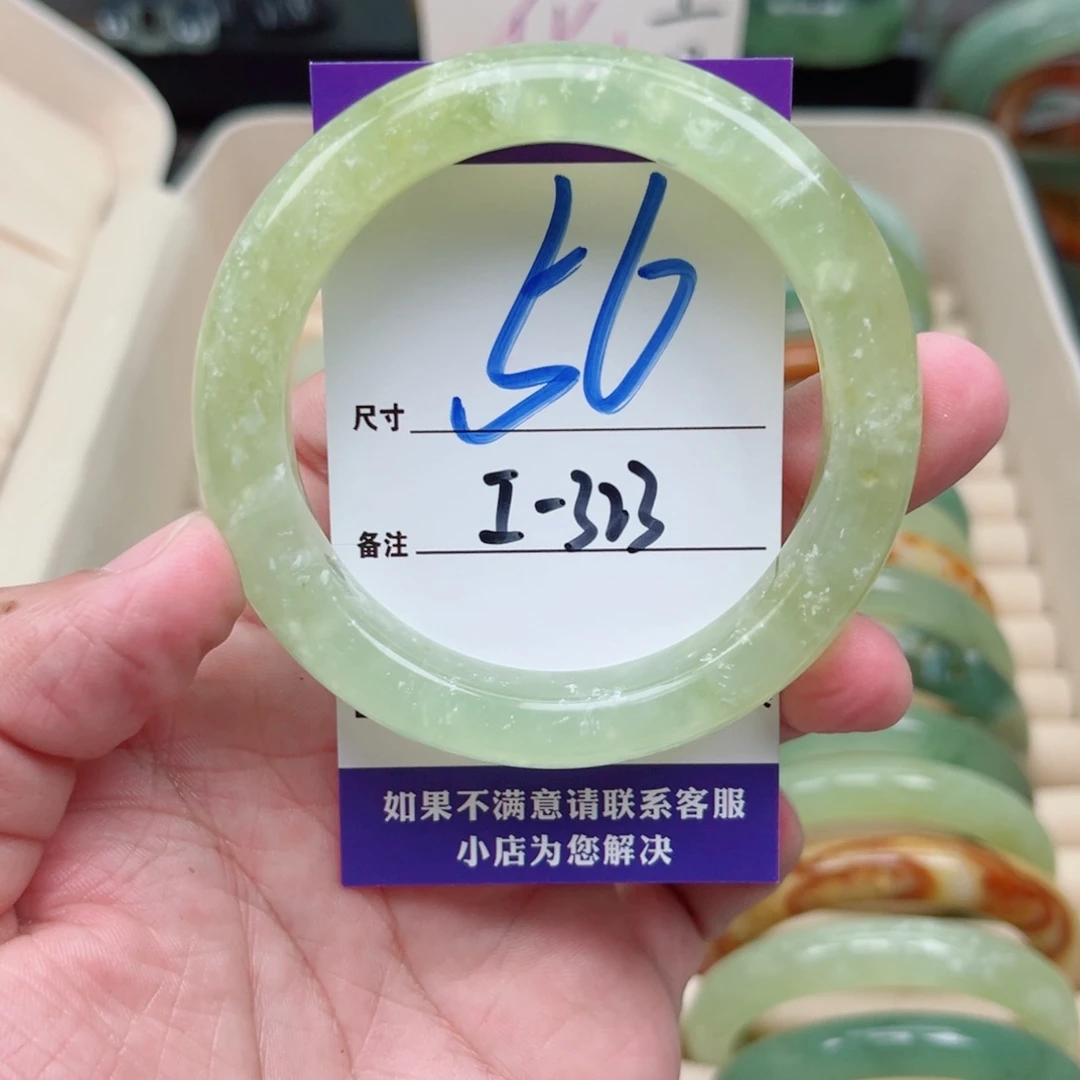 56
尺寸
I-323
备注
如果不满意请联系客服
小店为您解决